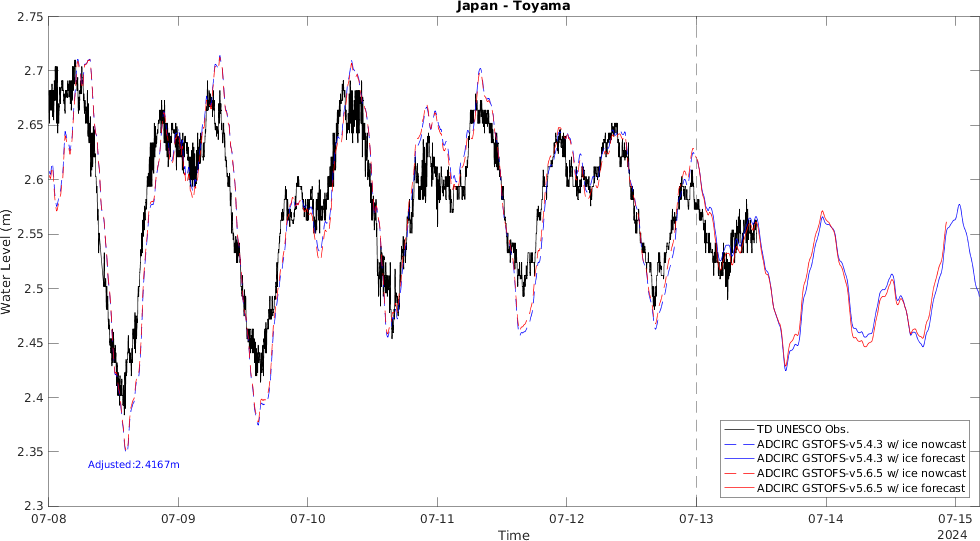 Japan - Toyama
2.75
2.7
2.65
2.6
2.55
2.5
2.45
2.4
2.35
2.3
Water Level (m)
Adjusted:2.4167m
TD UNESCO Obs.
ADCIRC GSTOFS-v5.4.3 w/ ice nowcast
ADCIRC GSTOFS-v5.4.3 w/ ice forecast
ADCIRC GSTOFS-v5.6.5 w/ ice nowcast
ADCIRC GSTOFS-v5.6.5 w/ ice forecast
07-08 07-09 07-10 07-11 07-12 07-13 07-14 07-15
Time
2024